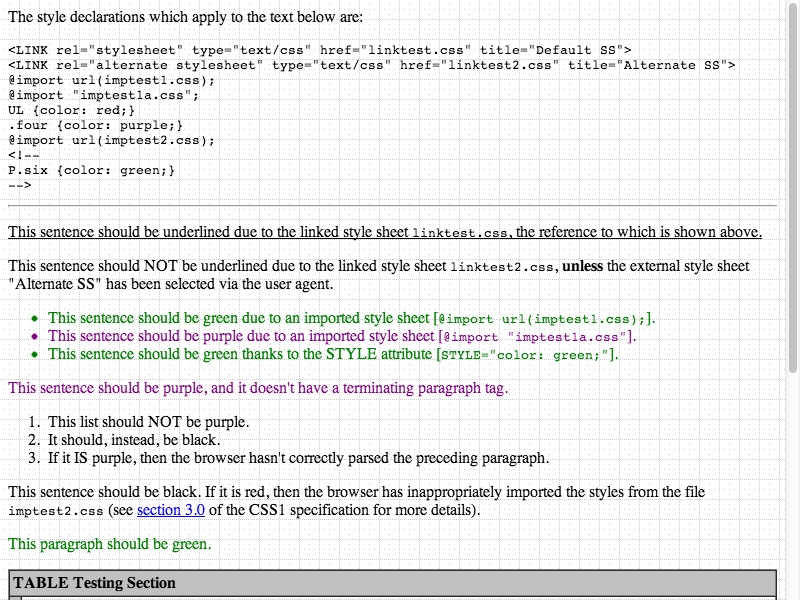 The style declarations which apply to the text below are:
<LINK rel="stylesheet" type="text/css" href="linktest.css" title="Default SS">
<LINK rel="alternate stylesheet" type="text/css" href="linktest2.css" title="Alternate SS">
@import url(imptest1.css);
@import "imptest1a.css";
UL {color: red;}
.four {color: purple;}
@import url(imptest2.css);
<!--
P.six {color: green;}
-->
This sentence should be underlined due to the linked style sheet linktest.css, the reference to which is shown above.
This sentence should NOT be underlined due to the linked style sheet linktest2.css, unless the external style sheet
"Alternate SS" has been selected via the user agent.
• This sentence should be green due to an imported style sheet [@import url(imptest1.css);].
• This sentence should be purple due to an imported style sheet [@import "imptest1a.css"].
• This sentence should be green thanks to the STYLE attribute [STYLE="color: green;"].
This sentence should be purple, and it doesn't have a terminating paragraph tag.
1. This list should NOT be purple.
2. It should, instead, be black.
3. If it IS purple, then the browser hasn't correctly parsed the preceding paragraph.
This sentence should be black. If it is red, then the browser has inappropriately imported the styles from the file
imptest2.css (see section 3.0 of the CSS1 specification for more details).
This paragraph should be green.
TABLE Testing Section